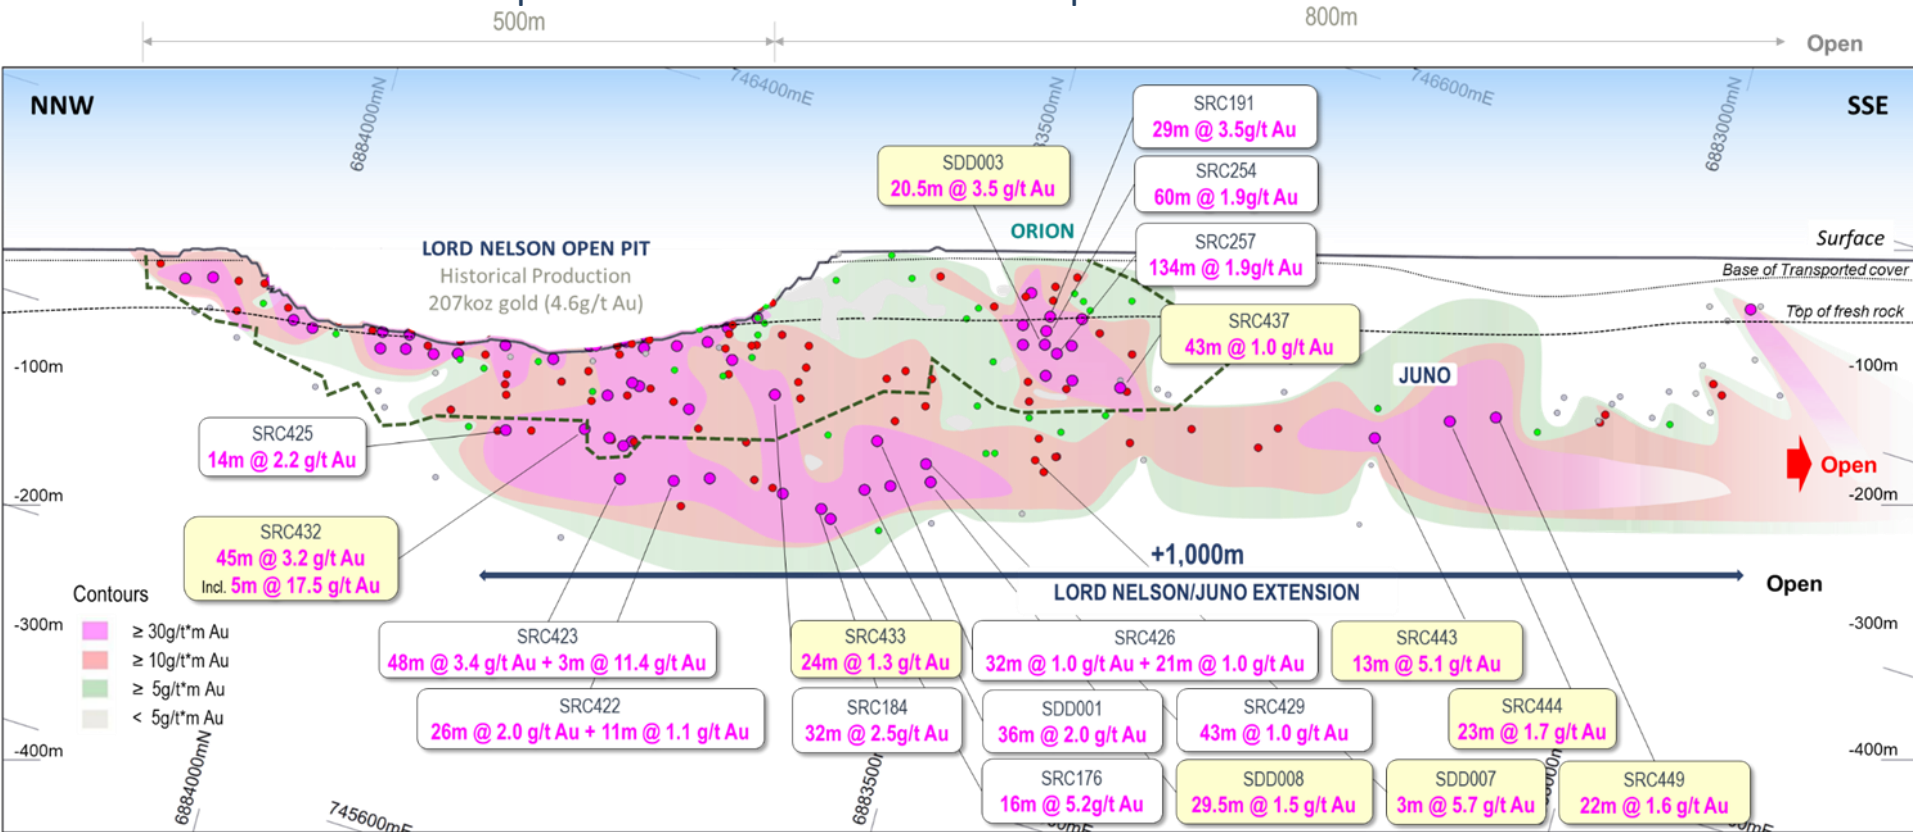 500m
800m
Open
NNW
6884000mN
746400mE
746600mE
6883000mN
SSE
SRC191
29m @ 3.5g/t Au
SDD003
20.5m @ 3.5 g/t Au
SRC254
60m @ 1.9g/t Au
ORION
SRC257
134m @ 1.9g/t Au
Surface
Base of Transported cover
Top of fresh rock
LORD NELSON OPEN PIT
Historical Production
207koz gold (4.6g/t Au)
SRC437
43m @ 1.0 g/t Au
-100m
-100m
JUNO
SRC425
14m @ 2.2 g/t Au
Open
-200m
-200m
SRC432
45m @ 3.2 g/t Au
Incl. 5m @ 17.5 g/t Au
+1,000m
LORD NELSON/JUNO EXTENSION
Open
Contours
≥ 30g/t*m Au
≥ 10g/t*m Au
≥ 5g/t*m Au
< 5g/t*m Au
-300m
-300m
SRC423
48m @ 3.4 g/t Au + 3m @ 11.4 g/t Au
SRC433
24m @ 1.3 g/t Au
SRC426
32m @ 1.0 g/t Au + 21m @ 1.0 g/t Au
SRC443
13m @ 5.1 g/t Au
SRC422
26m @ 2.0 g/t Au + 11m @ 1.1 g/t Au
SRC184
32m @ 2.5g/t Au
SDD001
36m @ 2.0 g/t Au
SRC429
43m @ 1.0 g/t Au
SRC444
23m @ 1.7 g/t Au
-400m
-400m
SRC176
16m @ 5.2g/t Au
SDD008
29.5m @ 1.5 g/t Au
SDD007
3m @ 5.7 g/t Au
SRC449
22m @ 1.6 g/t Au
6884000mN
745600mE